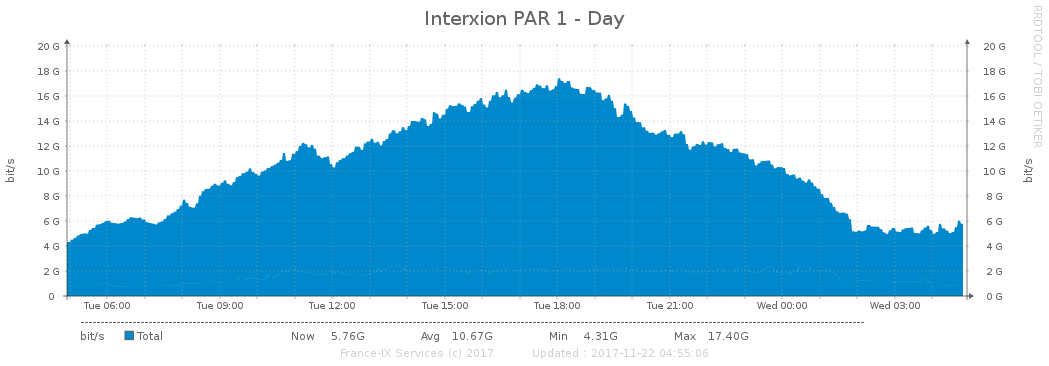 Interxion PAR 1 - Day
RRDTOOL / TOBI OETIKER
20 G 20 G
18 G 18 G
16 G 16 G
14 G 14 G
12 G 12 G
10 G 10 G
8 G 8 G
6 G 6 G
4 G 4 G
2 G 2 G
0 0 G
bit/s
bit/s
Tue 06:00 Tue 09:00 Tue 12:00 Tue 15:00 Tue 18:00 Tue 21:00 Wed 00:00 Wed 03:00
bit/s Total Now 5.76G Avg 10.67G Min 4.31G Max 17.40G
France-IX Services (c) 2017 Updated : 2017-11-22 04:55:06